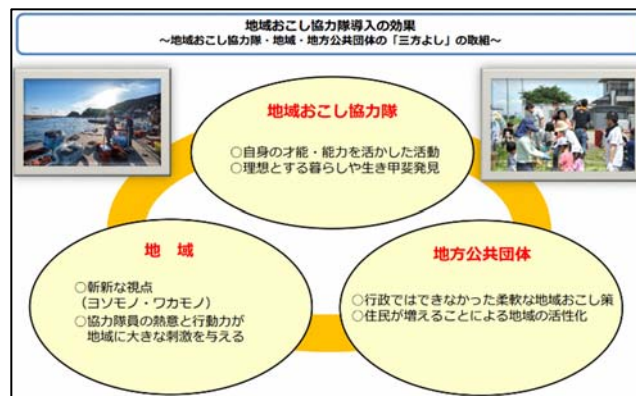 地域おこし協力隊導入の効果
～地域おこし協力隊・地域・地方公共団体の「三方よし」の取組～
地域おこし協力隊
○自身の才能・能力を活かした活動
○理想とする暮らしや生き甲斐発見
地 域
○斬新な視点
（ヨソモノ・ワカモノ）
○協力隊員の熱意と行動力が
地域に大きな刺激を与える
地方公共団体
○行政ではできなかった柔軟な地域おこし策
○住民が増えることによる地域の活性化